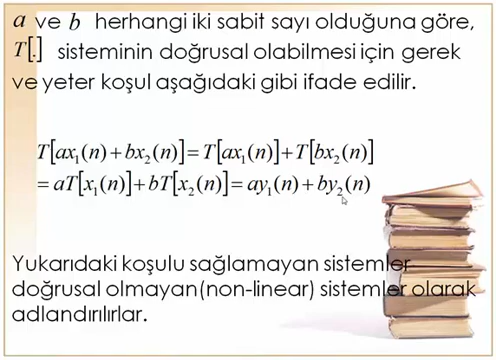 a ve b herhangi iki sabit sayı olduğuna göre,
T[.] sisteminin doğrusal olabilmesi için gerek
ve yeter koşul aşağıdaki gibi ifade edilir.
T[ax₁(n)+bx₂(n)]=T[ax₁(n)]+T[bx₂(n)]
=aT[x₁(n)]+bT[x₂(n)]=ay₁(n)+by₂(n)
Yukarıdaki koşulu sağlamayan sistemler
doğrusal olmayan(non-linear) sistemler olarak
adlandırılırlar.